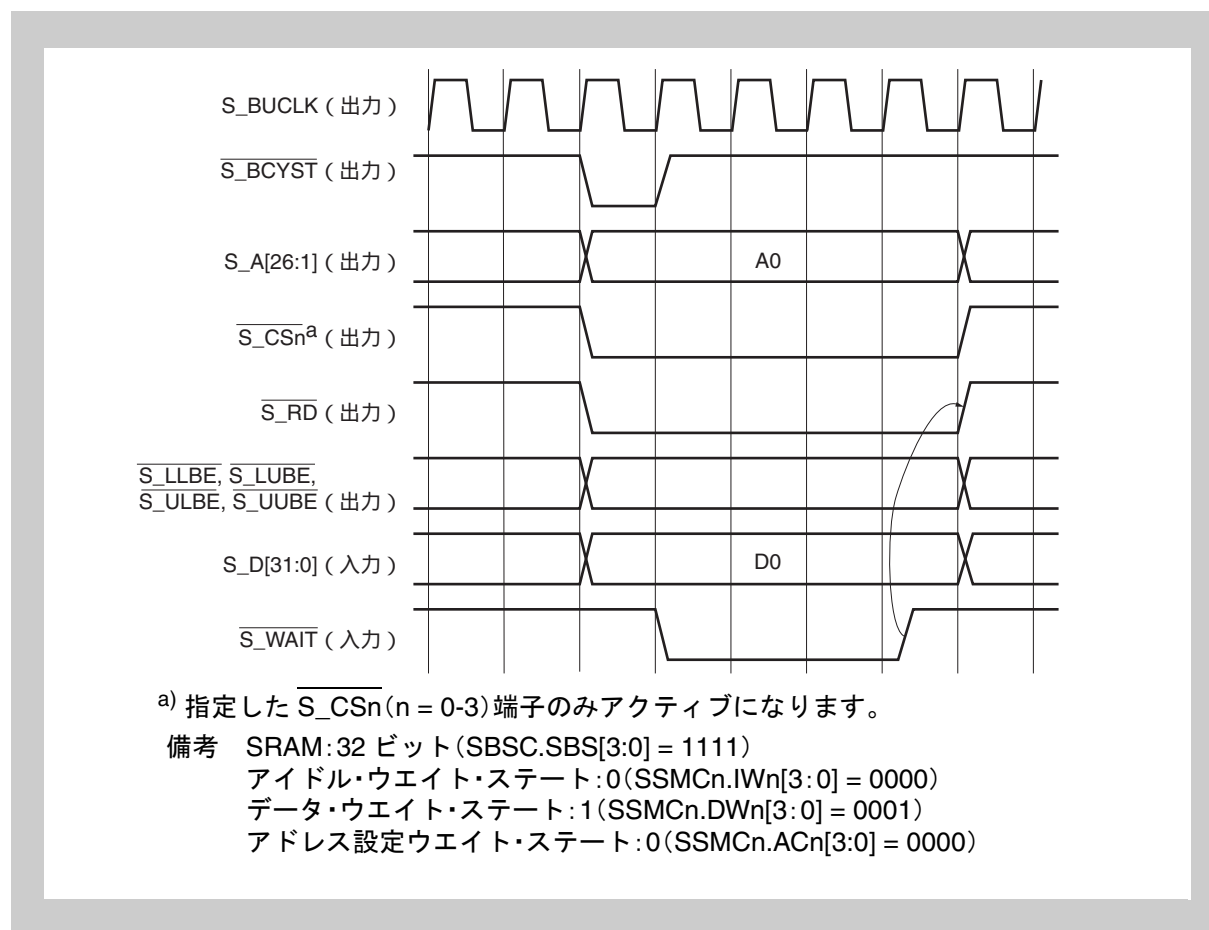 S_BUCLK（出力）
S_BCYST（出力）
S_A[26:1]（出力）
A0
S_CSnª（出力）
S_RD（出力）
S_LLBE, S_LUBE,
S_ULBE, S_UUBE（出力）
S_D[31:0]（入力）
D0
S_WAIT（入力）
a) 指定した S_CSn（n = 0-3）端子のみアクティブになります。
備考 SRAM：32 ビット（SBSC.SBS[3:0] = 1111）
アイドル・ウエイト・ステート：0（SSMCn.IWn[3:0] = 0000）
データ・ウエイト・ステート：1（SSMCn.DWn[3:0] = 0001）
アドレス設定ウエイト・ステート：0（SSMCn.ACn[3:0] = 0000）